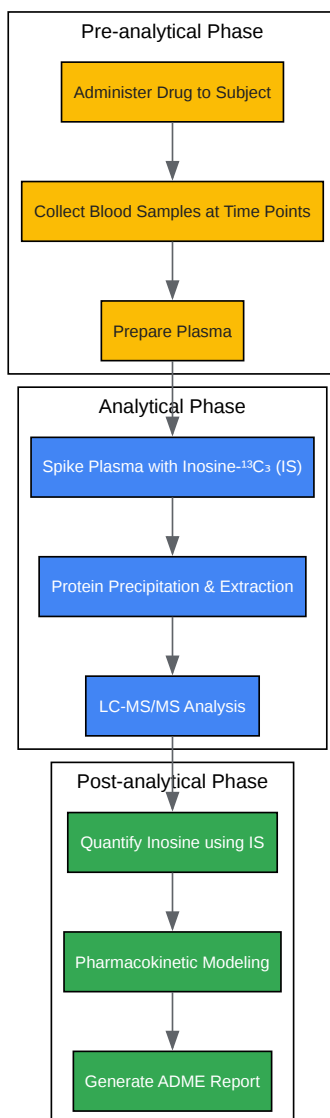 Pre-analytical Phase
Administer Drug to Subject
Collect Blood Samples at Time Points
Prepare Plasma
Analytical Phase
Spike Plasma with Inosine-¹³C₃ (IS)
Protein Precipitation & Extraction
LC-MS/MS Analysis
Post-analytical Phase
Quantify Inosine using IS
Pharmacokinetic Modeling
Generate ADME Report